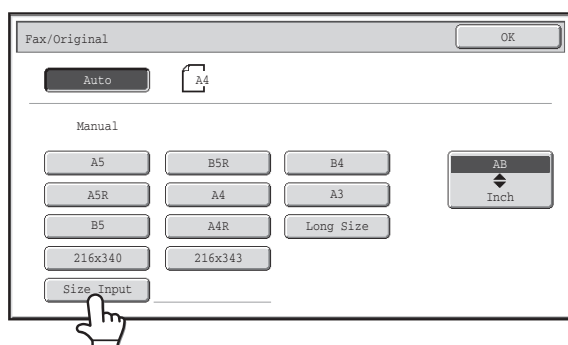 Fax/Original OK
Auto A4
Manual
A5 B5R B4 AB
A5R A4 A3 Inch
B5 A4R Long Size
216x340 216x343
Size Input